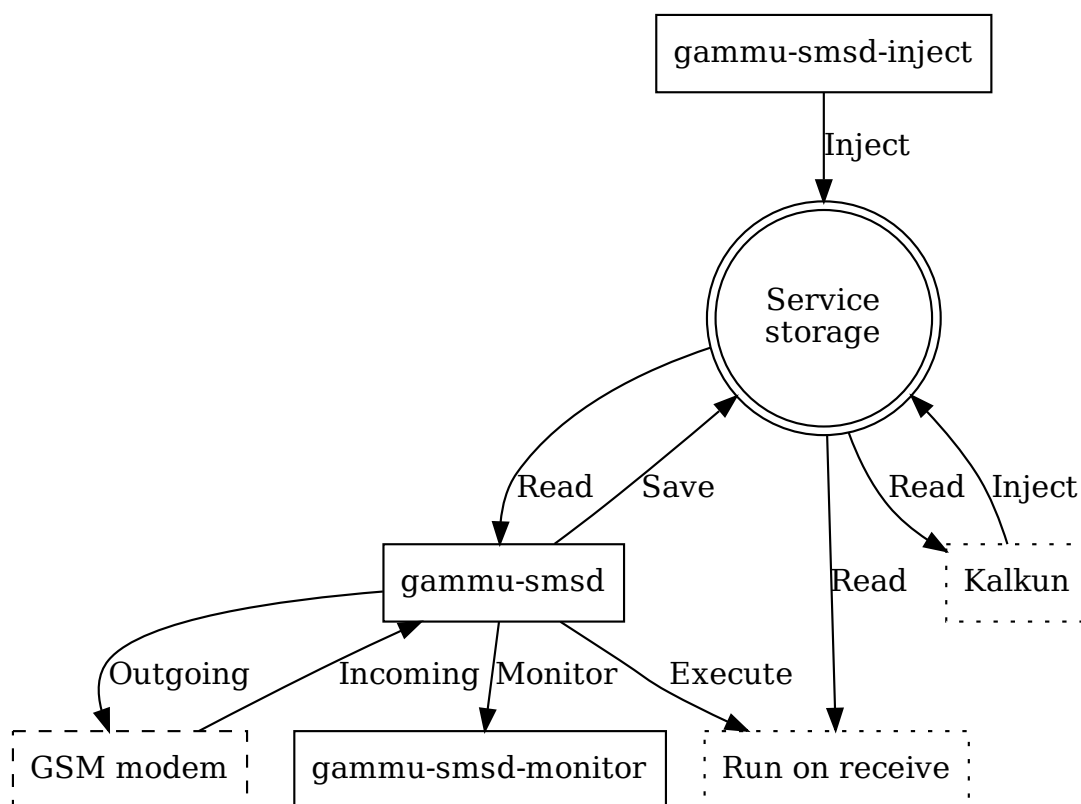 gammu-smsd-inject
Inject
Service
storage
Read
Save
Read
Inject
gammu-smsd
Read
Kalkun
Outgoing
Incoming
Monitor
Execute
GSM modem
gammu-smsd-monitor
Run on receive